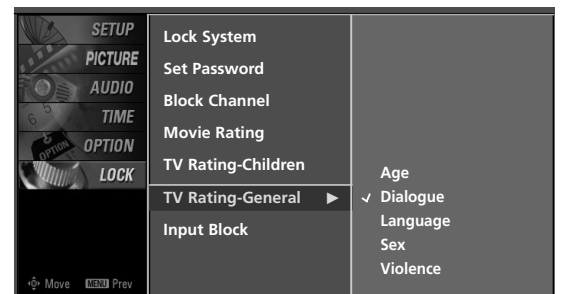 SETUP
PICTURE
AUDIO
TIME
OPTION
LOCK
Move MENU Prev
Lock System
Set Password
Block Channel
Movie Rating
TV Rating-Children
TV Rating-General ▶
Input Block
Age
✓ Dialogue
Language
Sex
Violence